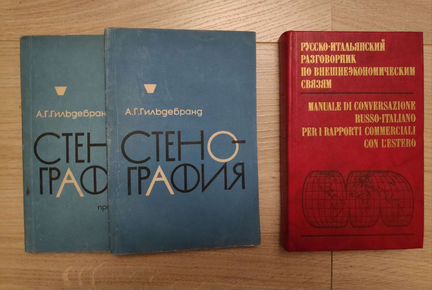 А.Г.Гильдебранд
СТЕНО-
ГРАФИЯ
А.Г.Гильдебранд
СТЕНО-
ГРАФИЯ
РУССКО-ИТАЛЬЯНСКИЙ
РАЗГОВОРНИК
ПО ВНЕШНЕЭКОНОМИЧЕСКИМ
СВЯЗЯМ
MANUALE DI CONVERSAZIONE
RUSSO-ITALIANO
PER I RAPPORTI COMMERCIALI
CON L'ESTERO